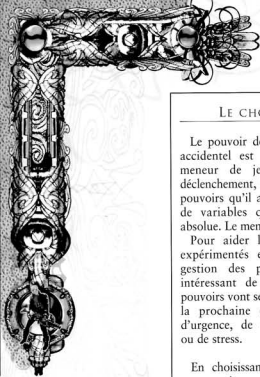 LE CHO
Le pouvoir de
accidentel est
meneur de je
déclenchement,
pouvoirs qu'il a
de variables q
absolue. Le men
Pour aider l
expérimentés e
gestion des p
intéressant de
pouvoirs vont se
la prochaine
d'urgence, de
ou de stress.
En choisissan